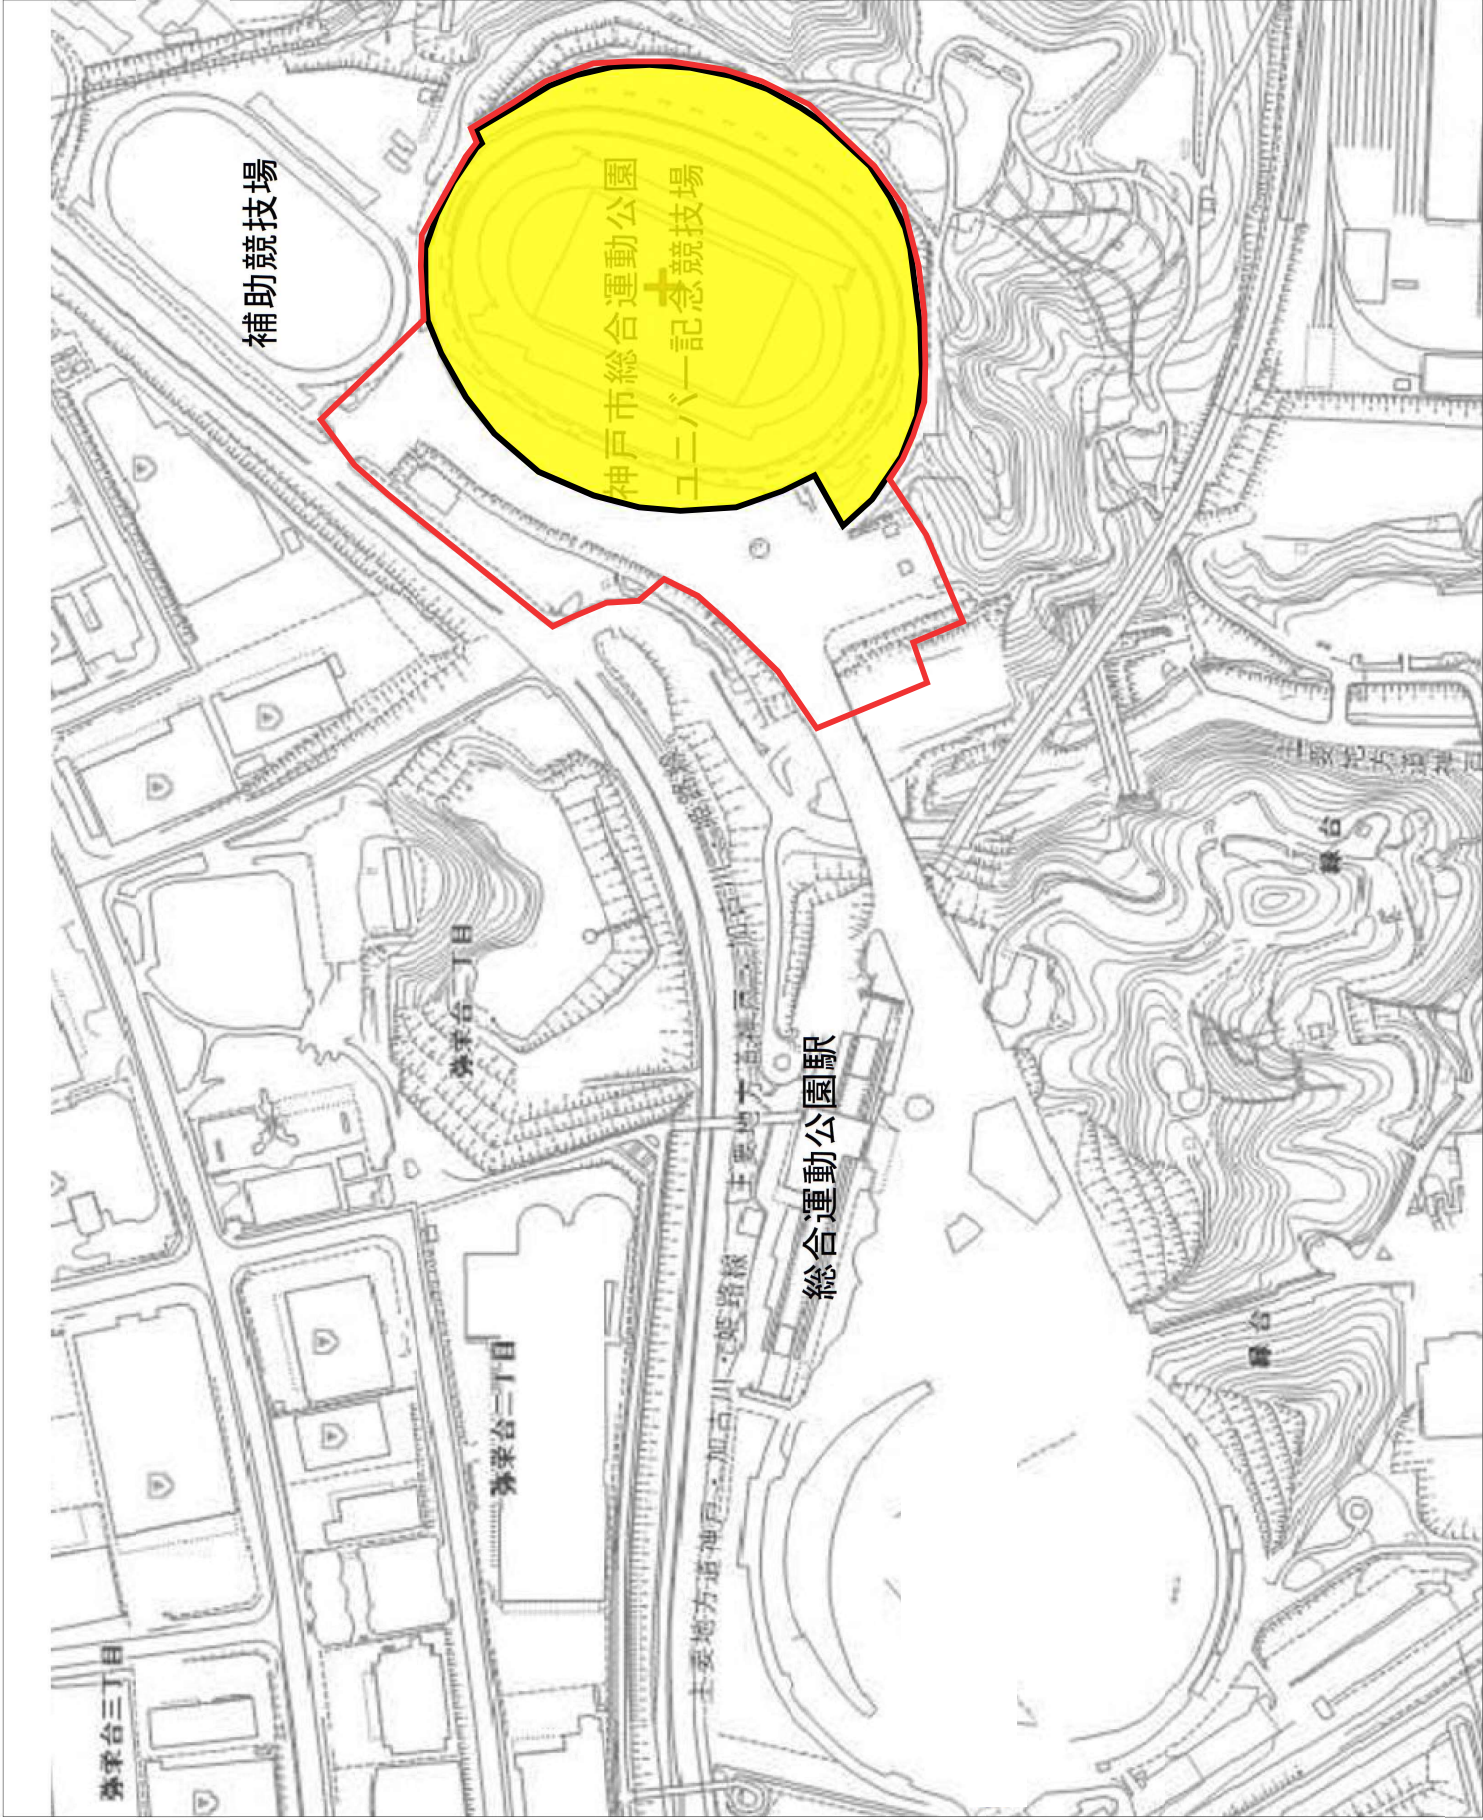 補助競技場
神戸市総合運動公園
ユニバー記念競技場
総合運動公園駅
弥栄台一丁目
弥栄台二丁目
弥栄台三丁目
主要地方道神戸・加古川・姫路線
緑台
緑台